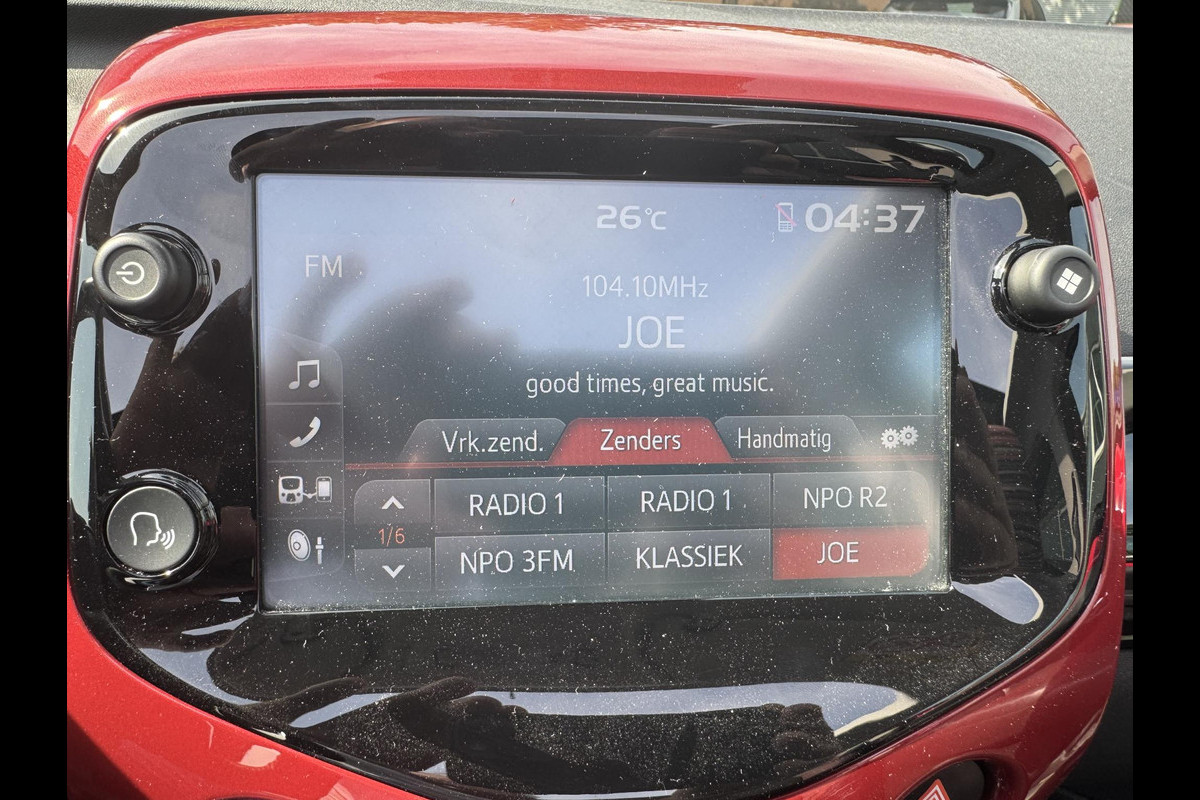 26°C 04:37
FM
104.10MHz
JOE
good times, great music.
Vrk.zend. Zenders Handmatig
RADIO 1 RADIO 1 NPO R2
1/6
NPO 3FM KLASSIEK JOE